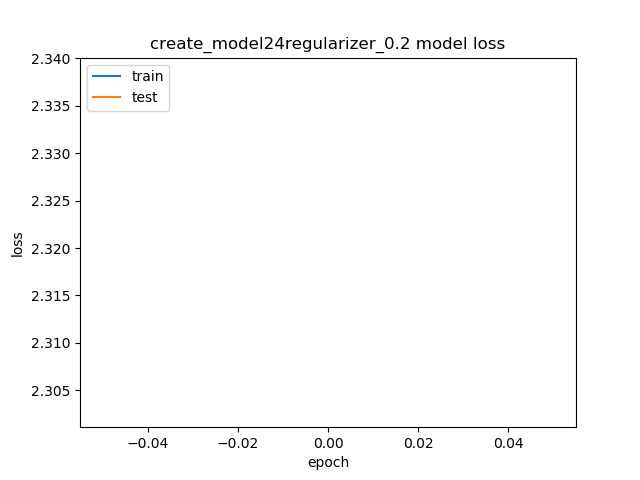 create_model24regularizer_0.2 model loss
train
test
2.340
2.335
2.330
2.325
2.320
2.315
2.310
2.305
loss
−0.04 −0.02 0.00 0.02 0.04
epoch